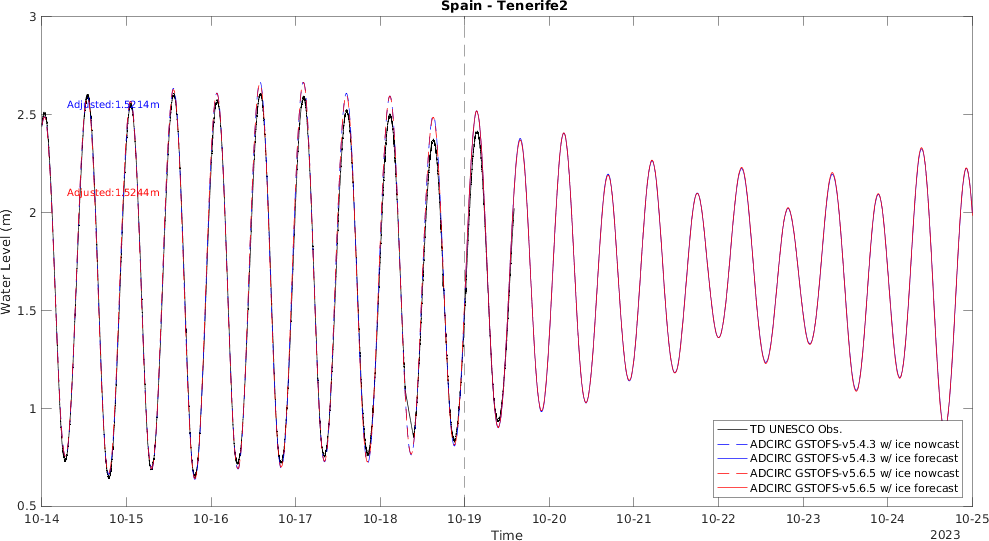 Spain - Tenerife2
3
2.5
2
1.5
1
0.5
Water Level (m)
Adjusted:1.5214m
Adjusted:1.5244m
TD UNESCO Obs.
ADCIRC GSTOFS-v5.4.3 w/ ice nowcast
ADCIRC GSTOFS-v5.4.3 w/ ice forecast
ADCIRC GSTOFS-v5.6.5 w/ ice nowcast
ADCIRC GSTOFS-v5.6.5 w/ ice forecast
10-14 10-15 10-16 10-17 10-18 10-19 10-20 10-21 10-22 10-23 10-24 10-25
Time
2023